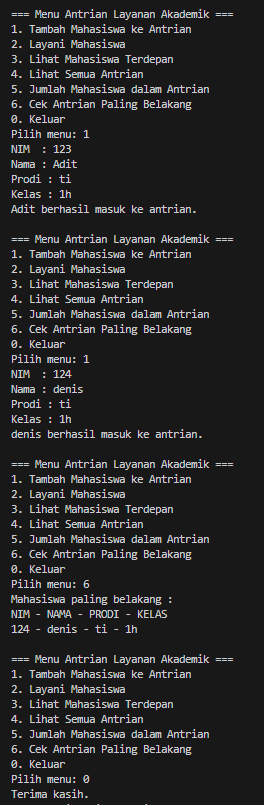 === Menu Antrian Layanan Akademik ===
1. Tambah Mahasiswa ke Antrian
2. Layani Mahasiswa
3. Lihat Mahasiswa Terdepan
4. Lihat Semua Antrian
5. Jumlah Mahasiswa dalam Antrian
6. Cek Antrian Paling Belakang
0. Keluar
Pilih menu: 1
NIM  : 123
Nama : Adit
Prodi : ti
Kelas : 1h
Adit berhasil masuk ke antrian.

=== Menu Antrian Layanan Akademik ===
1. Tambah Mahasiswa ke Antrian
2. Layani Mahasiswa
3. Lihat Mahasiswa Terdepan
4. Lihat Semua Antrian
5. Jumlah Mahasiswa dalam Antrian
6. Cek Antrian Paling Belakang
0. Keluar
Pilih menu: 1
NIM  : 124
Nama : denis
Prodi : ti
Kelas : 1h
denis berhasil masuk ke antrian.

=== Menu Antrian Layanan Akademik ===
1. Tambah Mahasiswa ke Antrian
2. Layani Mahasiswa
3. Lihat Mahasiswa Terdepan
4. Lihat Semua Antrian
5. Jumlah Mahasiswa dalam Antrian
6. Cek Antrian Paling Belakang
0. Keluar
Pilih menu: 6
Mahasiswa paling belakang :
NIM - NAMA - PRODI - KELAS
124 - denis - ti - 1h

=== Menu Antrian Layanan Akademik ===
1. Tambah Mahasiswa ke Antrian
2. Layani Mahasiswa
3. Lihat Mahasiswa Terdepan
4. Lihat Semua Antrian
5. Jumlah Mahasiswa dalam Antrian
6. Cek Antrian Paling Belakang
0. Keluar
Pilih menu: 0
Terima kasih.